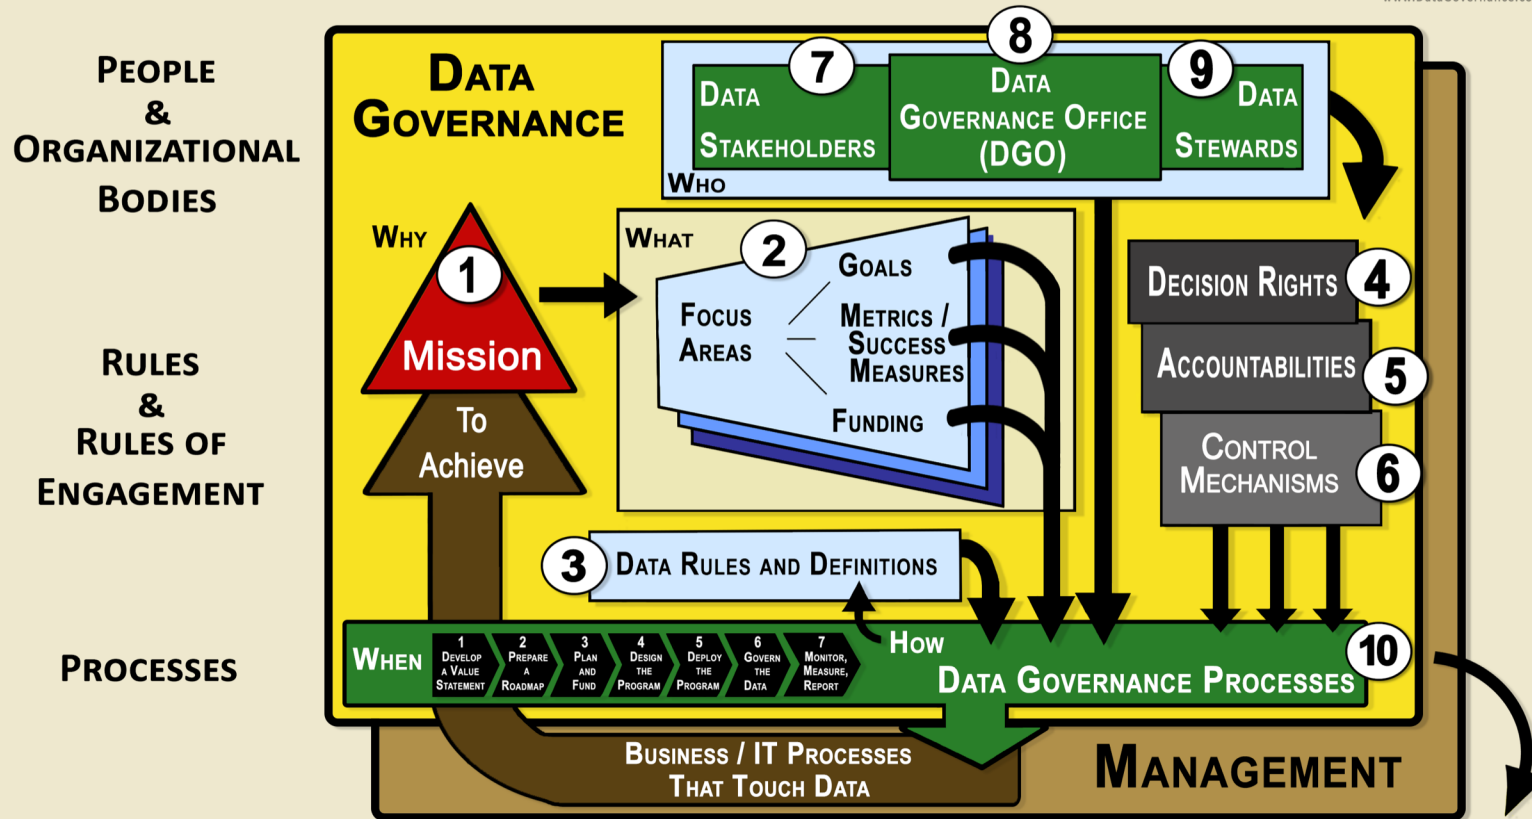 PEOPLE
&
ORGANIZATIONAL
BODIES
RULES
&
RULES OF
ENGAGEMENT
PROCESSES
DATA
GOVERNANCE
7
DATA
STAKEHOLDERS
8
DATA
GOVERNANCE OFFICE
(DGO)
9
DATA
STEWARDS
WHO
WHY
1
Mission
To
Achieve
WHAT
2
FOCUS
AREAS
GOALS
METRICS /
SUCCESS
MEASURES
FUNDING
DECISION RIGHTS
4
ACCOUNTABILITIES
5
CONTROL
MECHANISMS
6
3
DATA RULES AND DEFINITIONS
WHEN
1
DEVELOP
A VALUE
STATEMENT
2
PREPARE
A
ROADMAP
3
PLAN
AND
FUND
4
DESIGN
THE
PROGRAM
5
DEPLOY
THE
PROGRAM
6
GOVERN
THE
DATA
7
MONITOR,
MEASURE,
REPORT
HOW
DATA GOVERNANCE PROCESSES
10
BUSINESS / IT PROCESSES
THAT TOUCH DATA
MANAGEMENT